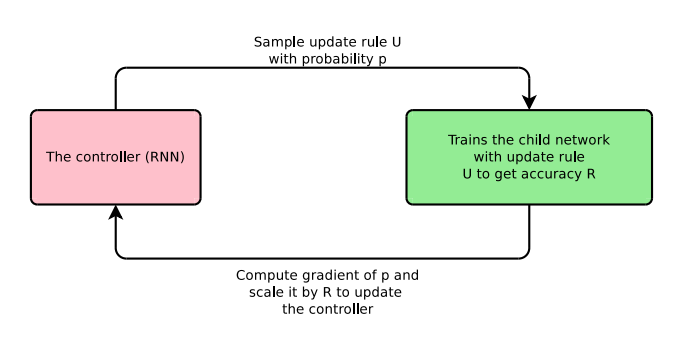 Sample update rule U
with probability p
The controller (RNN)
Trains the child network
with update rule
U to get accuracy R
Compute gradient of p and
scale it by R to update
the controller